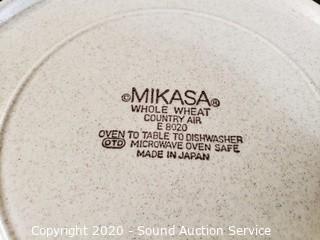 ©MIKASA®
WHOLE WHEAT
COUNTRY AIR
E 8020
OVEN TO TABLE TO DISHWASHER
OTD MICROWAVE OVEN SAFE
MADE IN JAPAN
Copyright 2020 - Sound Auction Service